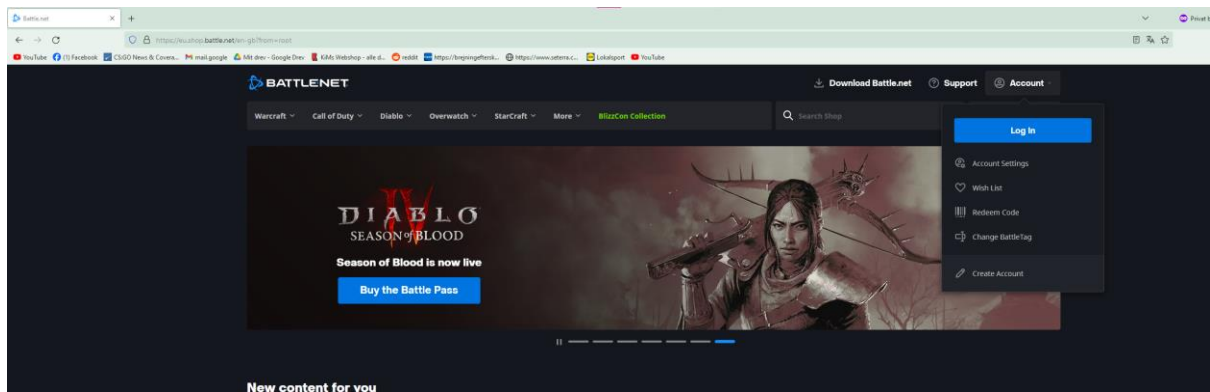 Battle.net
Privat b
https://eu.shop.battle.net/en-gb?from=root
YouTube (1) Facebook CS:GO News & Covera... mail.google Mit drev - Google Drev KiMs Webshop - alle d... reddit https://brejningeftersk... https://www.seterra.c... Lokalsport YouTube
BATTLENET
Download Battle.net Support Account
Warcraft Call of Duty Diablo Overwatch StarCraft More BlizzCon Collection
Search Shop
Log In
Account Settings
Wish List
Redeem Code
Change BattleTag
Create Account
DIABLO IV
SEASON of BLOOD
Season of Blood is now live
Buy the Battle Pass
New content for you